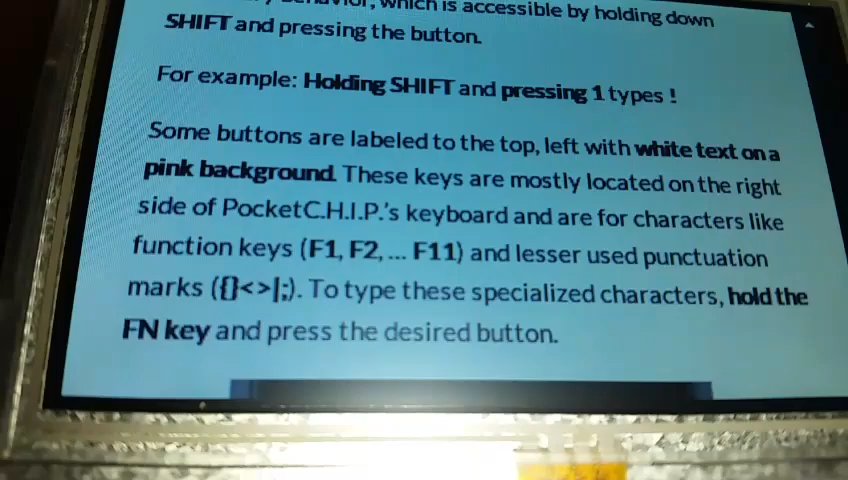 which is accessible by holding down
SHIFT and pressing the button.
For example: Holding SHIFT and pressing 1 types !
Some buttons are labeled to the top, left with white text on a
pink background. These keys are mostly located on the right
side of PocketC.H.I.P.'s keyboard and are for characters like
function keys (F1, F2, ... F11) and lesser used punctuation
marks ({}<>|;). To type these specialized characters, hold the
FN key and press the desired button.